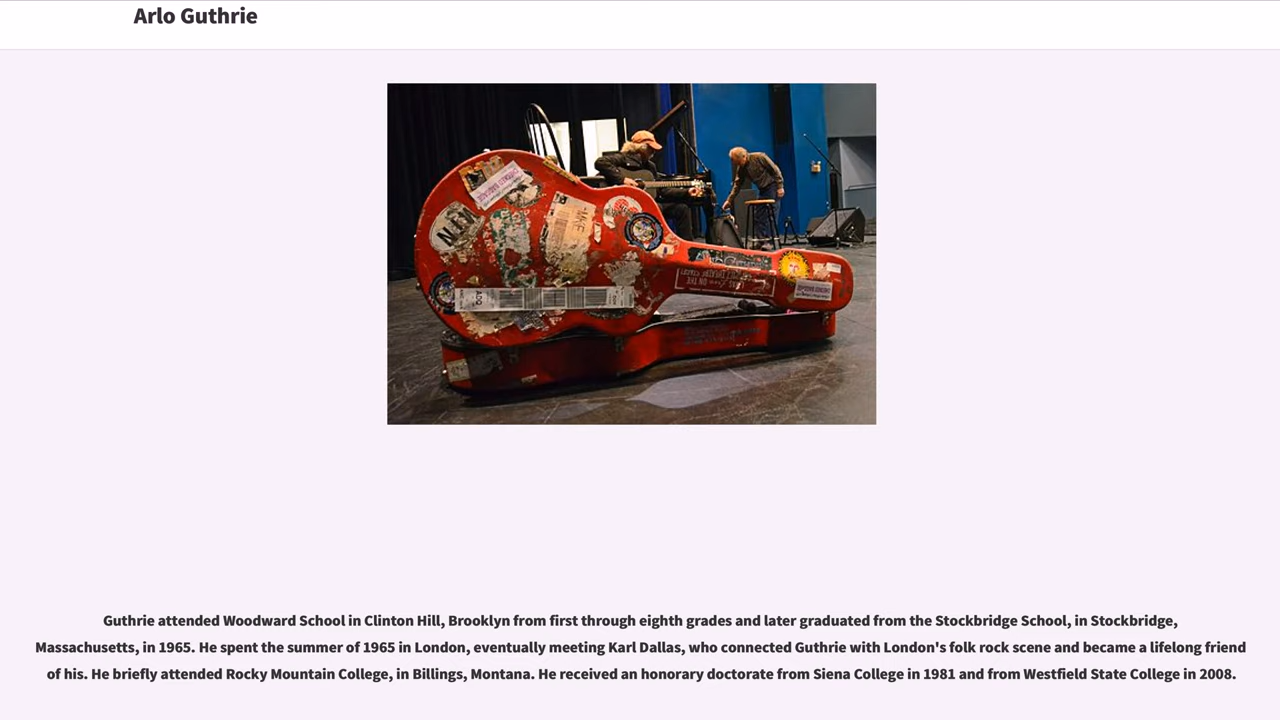 Arlo Guthrie
Guthrie attended Woodward School in Clinton Hill, Brooklyn from first through eighth grades and later graduated from the Stockbridge School, in Stockbridge,
Massachusetts, in 1965. He spent the summer of 1965 in London, eventually meeting Karl Dallas, who connected Guthrie with London's folk rock scene and became a lifelong friend
of his. He briefly attended Rocky Mountain College, in Billings, Montana. He received an honorary doctorate from Siena College in 1981 and from Westfield State College in 2008.